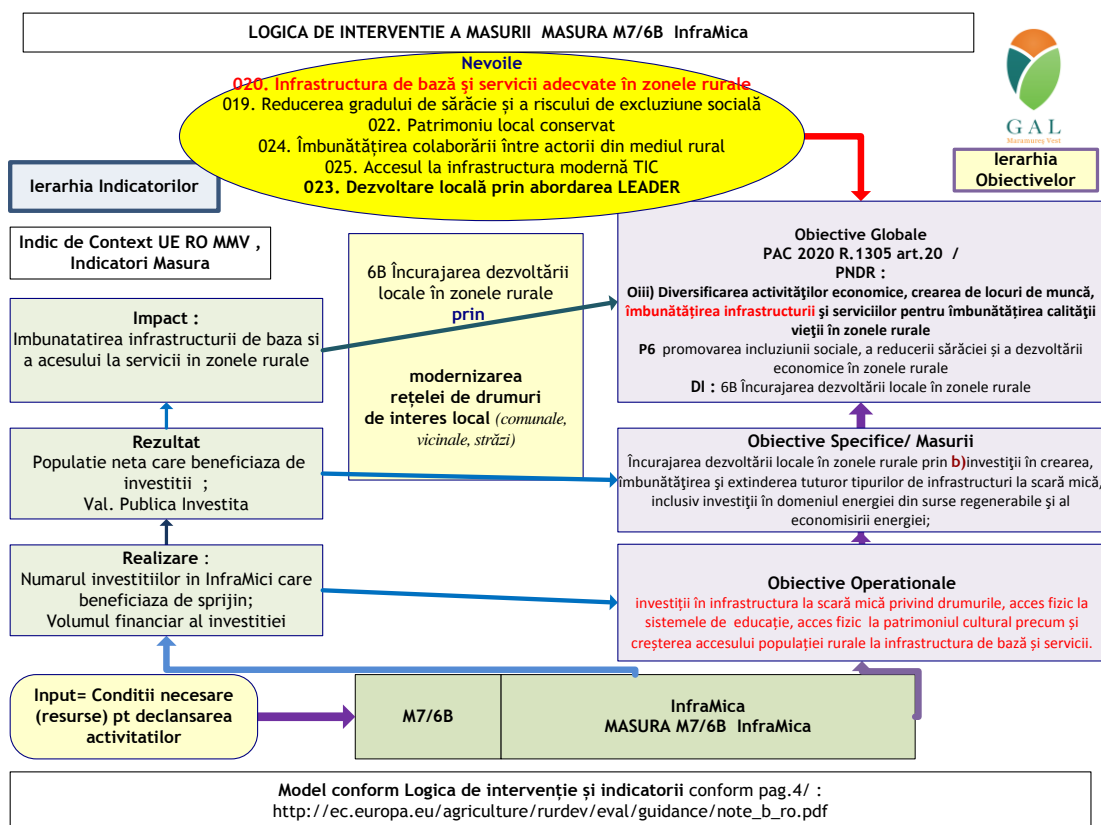 LOGICA DE INTERVENTIE A MASURII MASURA M7/6B InfraMica
GAL
Maramureș Vest
Nevoile
020. Infrastructura de bază şi servicii adecvate în zonele rurale
019. Reducerea gradului de sărăcie și a riscului de excluziune socială
022. Patrimoniu local conservat
024. Îmbunătățirea colaborării între actorii din mediul rural
025. Accesul la infrastructura modernă TIC
023. Dezvoltare locală prin abordarea LEADER
Ierarhia Indicatorilor
Ierarhia
Obiectivelor
Indic de Context UE RO MMV ,
Indicatori Masura
6B Încurajarea dezvoltării
locale în zonele rurale
prin
modernizarea
rețelei de drumuri
de interes local (comunale,
vicinale, străzi)
Obiective Globale
PAC 2020 R.1305 art.20 /
PNDR :
Oiii) Diversificarea activităţilor economice, crearea de locuri de muncă,
îmbunătățirea infrastructurii şi serviciilor pentru îmbunătăţirea calităţii
vieţii în zonele rurale
P6 promovarea incluziunii sociale, a reducerii sărăciei și a dezvoltării
economice în zonele rurale
DI : 6B Încurajarea dezvoltării locale în zonele rurale
Impact :
Imbunatatirea infrastructurii de baza si
a acesului la servicii in zonele rurale
Rezultat
Populatie neta care beneficiaza de
investitii ;
Val. Publica Investita
Obiective Specifice/ Masurii
Încurajarea dezvoltării locale în zonele rurale prin b)investiţii în crearea,
îmbunătăţirea şi extinderea tuturor tipurilor de infrastructuri la scară mică,
inclusiv investiţii în domeniul energiei din surse regenerabile şi al
economisirii energiei;
Realizare :
Numarul investitiilor in InfraMici care
beneficiaza de sprijin;
Volumul financiar al investitiei
Obiective Operationale
investiții în infrastructura la scară mică privind drumurile, acces fizic la
sistemele de educație, acces fizic la patrimoniul cultural precum și
creșterea accesului populației rurale la infrastructura de bază și servicii.
Input= Conditii necesare
(resurse) pt declansarea
activitatilor
M7/6B
InfraMica
MASURA M7/6B InfraMica
Model conform Logica de intervenție și indicatorii conform pag.4/ :
http://ec.europa.eu/agriculture/rurdev/eval/guidance/note_b_ro.pdf